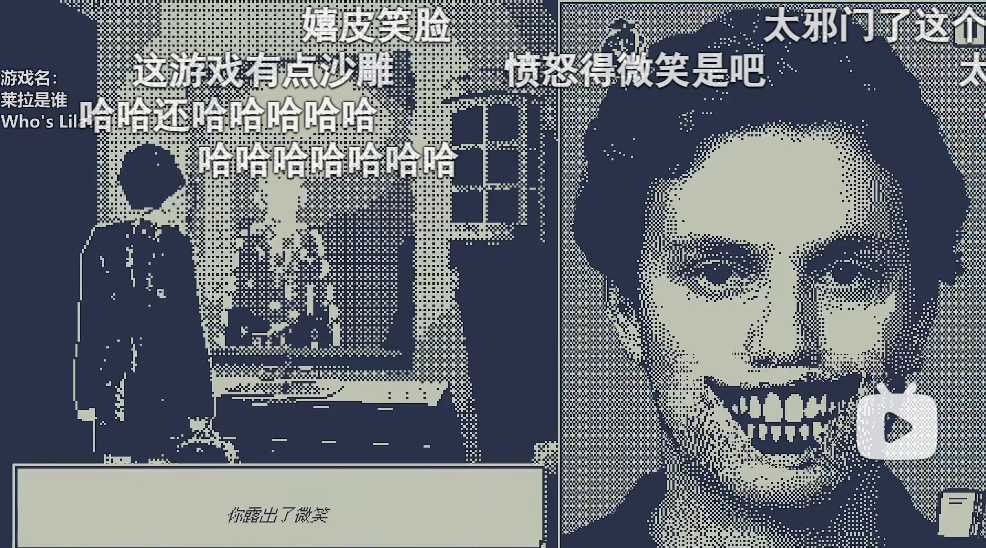 嬉皮笑脸
太邪门了这个
这游戏有点沙雕
愤怒得微笑是吧
太
游戏名：
莱拉是谁
Who's Lila
哈哈还哈哈哈哈哈
哈哈哈哈哈哈哈
你露出了微笑